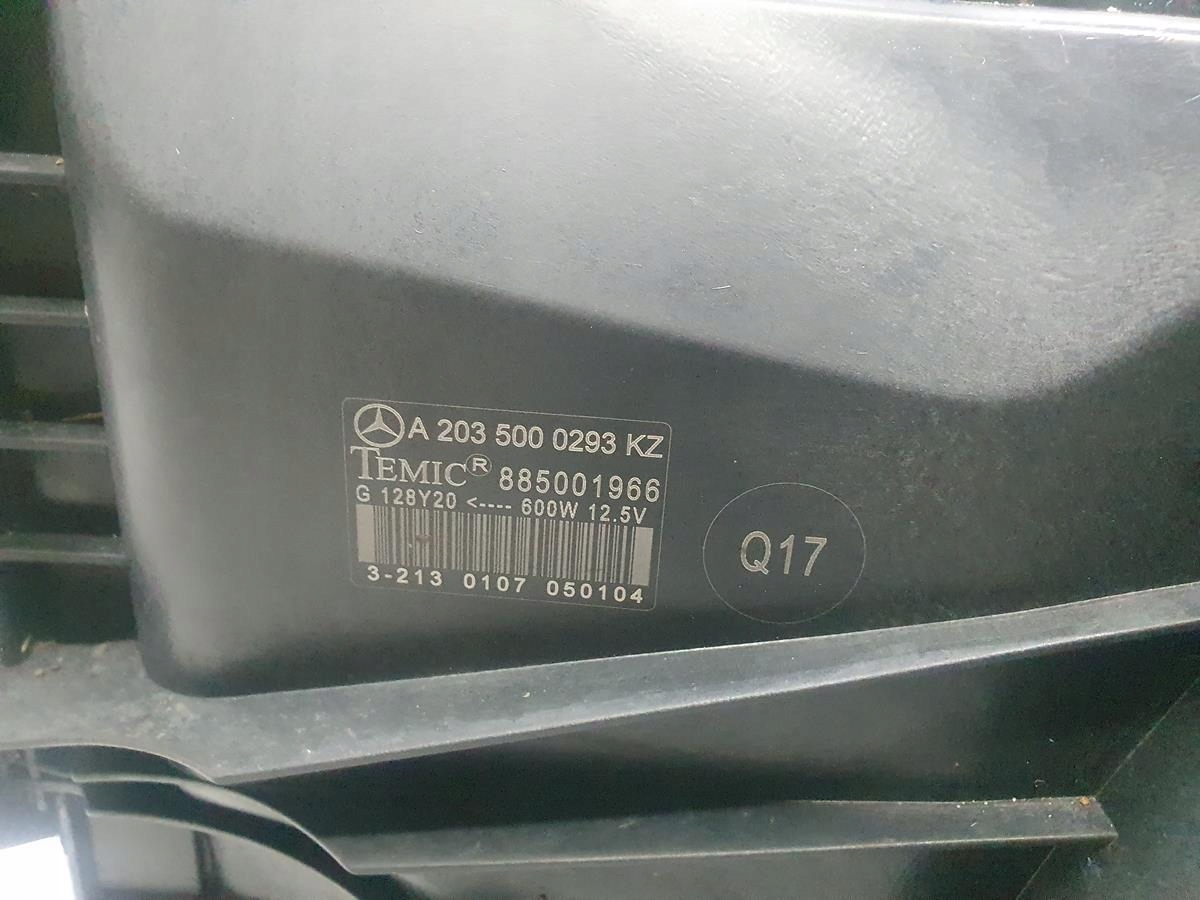 A 203 500 0293 KZ
TEMIC® 885001966
G 128Y20 <---- 600W 12.5V
3-213 0107 050104
Q17